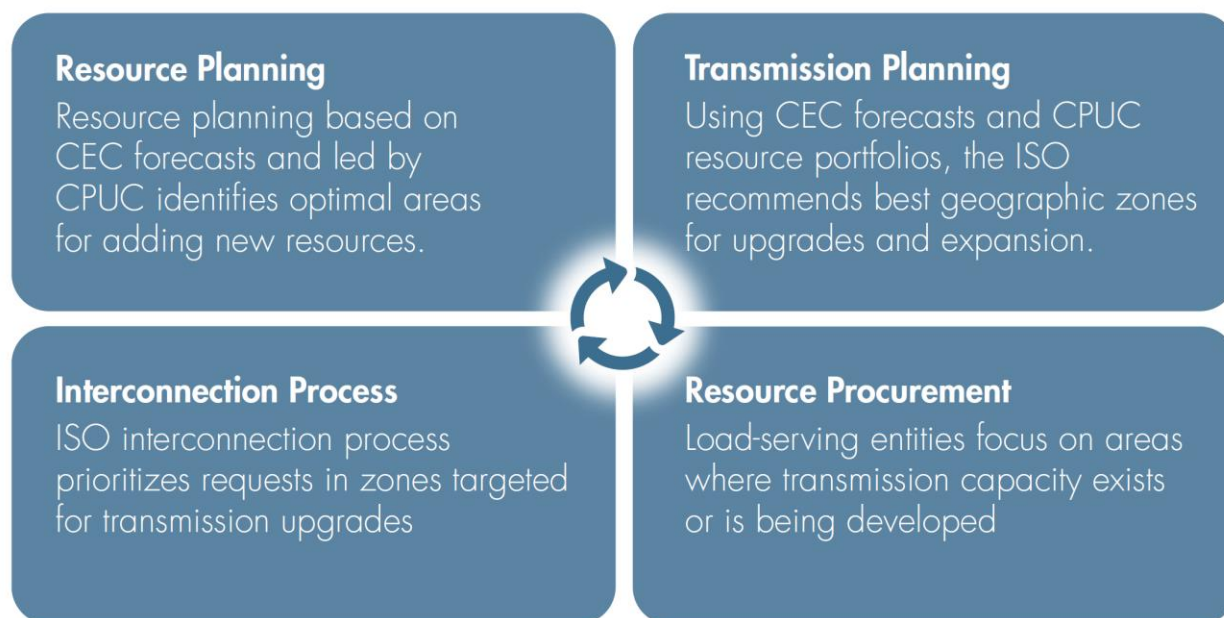 Resource Planning
Resource planning based on
CEC forecasts and led by
CPUC identifies optimal areas
for adding new resources.
Transmission Planning
Using CEC forecasts and CPUC
resource portfolios, the ISO
recommends best geographic zones
for upgrades and expansion.
Interconnection Process
ISO interconnection process
prioritizes requests in zones targeted
for transmission upgrades
Resource Procurement
Load-serving entities focus on areas
where transmission capacity exists
or is being developed